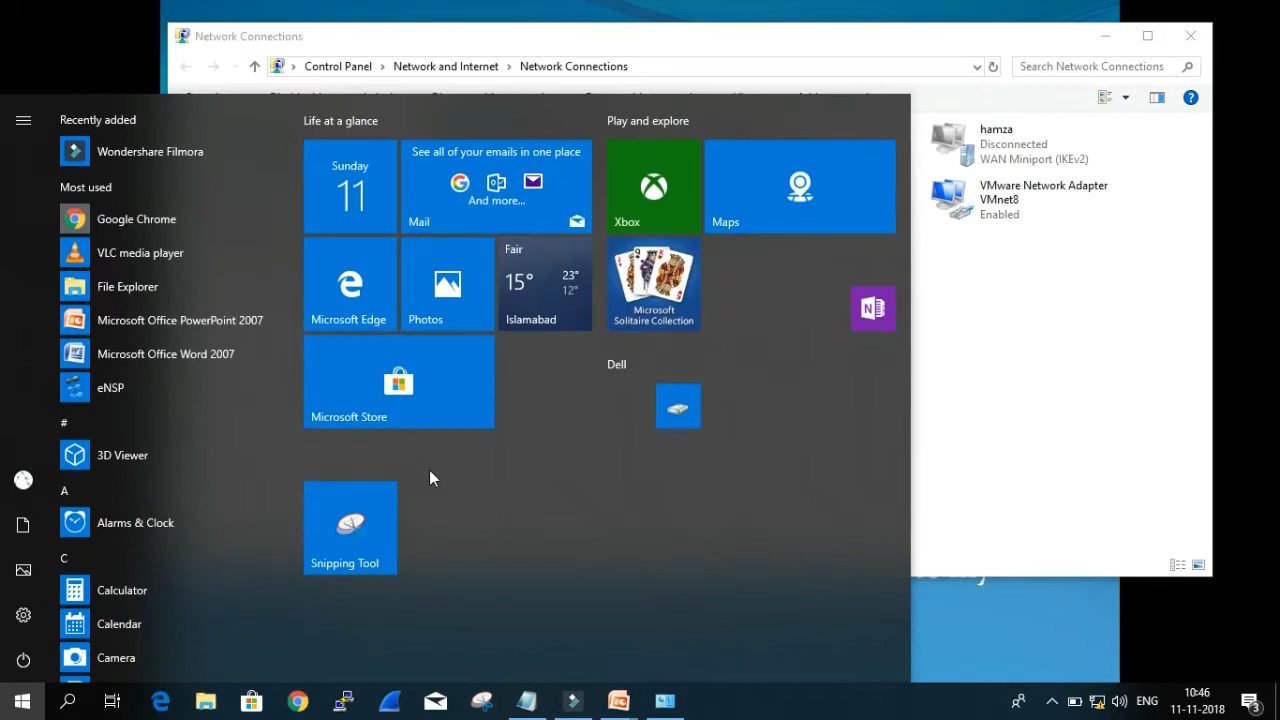 Network Connections
Control Panel
Network and Internet
Network Connections
Search Network Connections
hamza
Disconnected
WAN Miniport (IKEv2)
VMware Network Adapter
VMnet8
Enabled
Recently added
Wondershare Filmora
Most used
Google Chrome
VLC media player
File Explorer
Microsoft Office PowerPoint 2007
Microsoft Office Word 2007
eNSP
#
3D Viewer
A
Alarms & Clock
C
Calculator
Calendar
Camera
Life at a glance
Sunday
11
See all of your emails in one place
And more...
Mail
Microsoft Edge
Photos
Fair
15°
23°
12°
Islamabad
Microsoft Store
Snipping Tool
Play and explore
Xbox
Maps
Microsoft
Solitaire Collection
N
Dell
ENG
10:46
11-11-2018
3